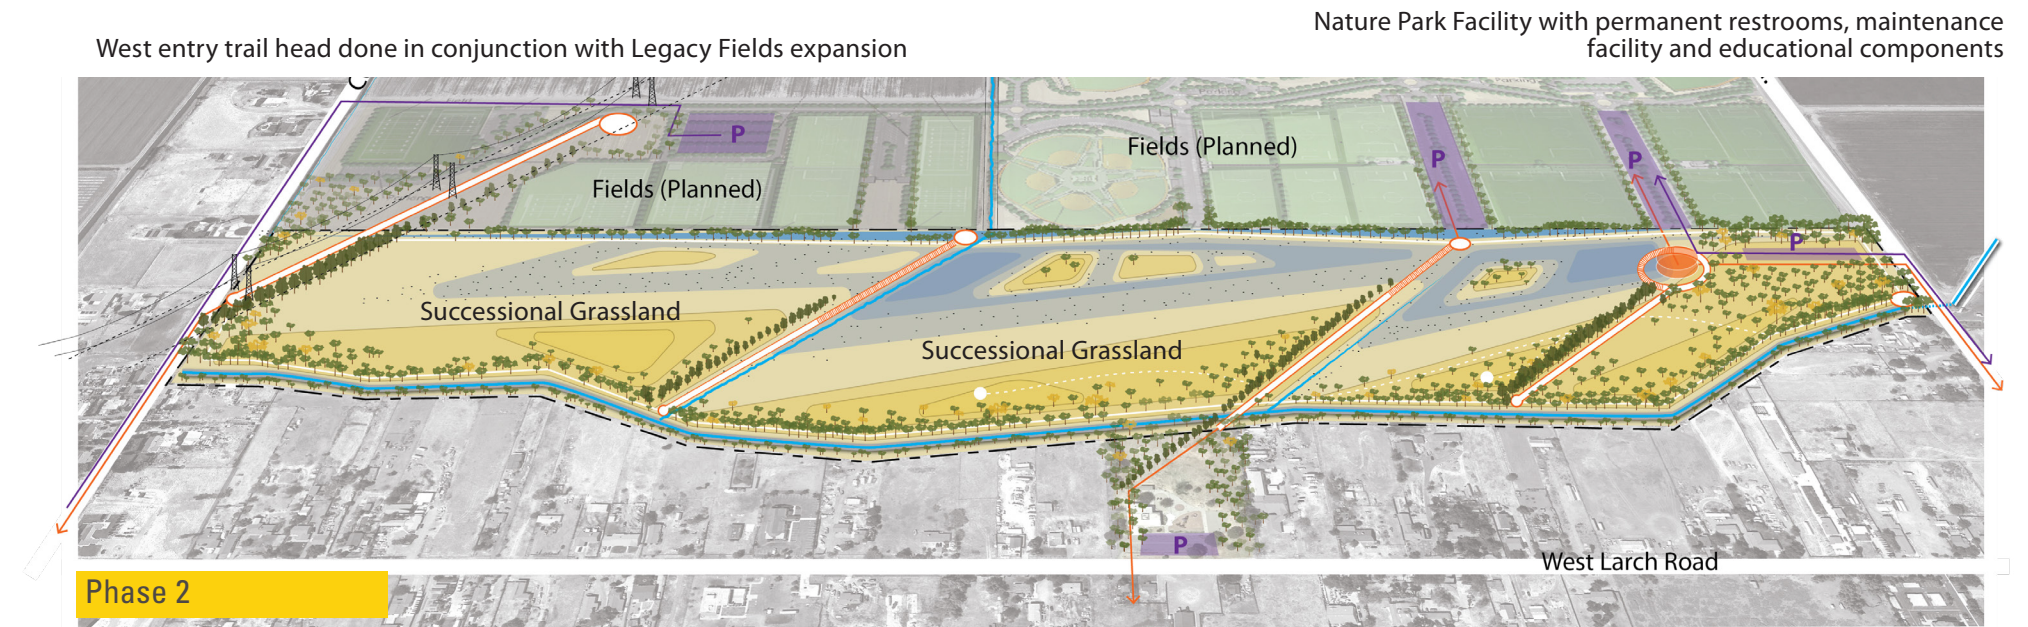 Nature Park Facility with permanent restrooms, maintenance
facility and educational components
West entry trail head done in conjunction with Legacy Fields expansion
P
Fields (Planned)
P
P
Fields (Planned)
P
Successional Grassland
Successional Grassland
P
West Larch Road
Phase 2